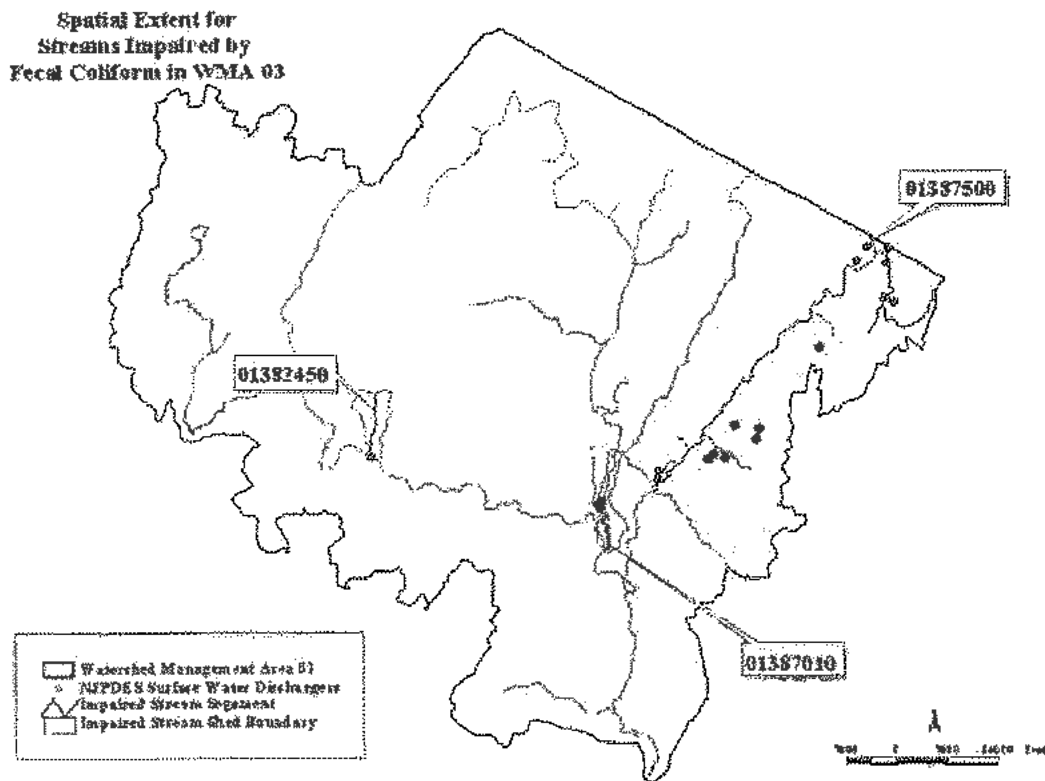 Spatial Extent for
Streams Impaired by
Fecal Coliform in WMA 03
01387500
01382450
01387010
Watershed Management Area 03
NJPDES Surface Water Dischargers
Impaired Stream Segement
Impaired Stream Shed Boundary